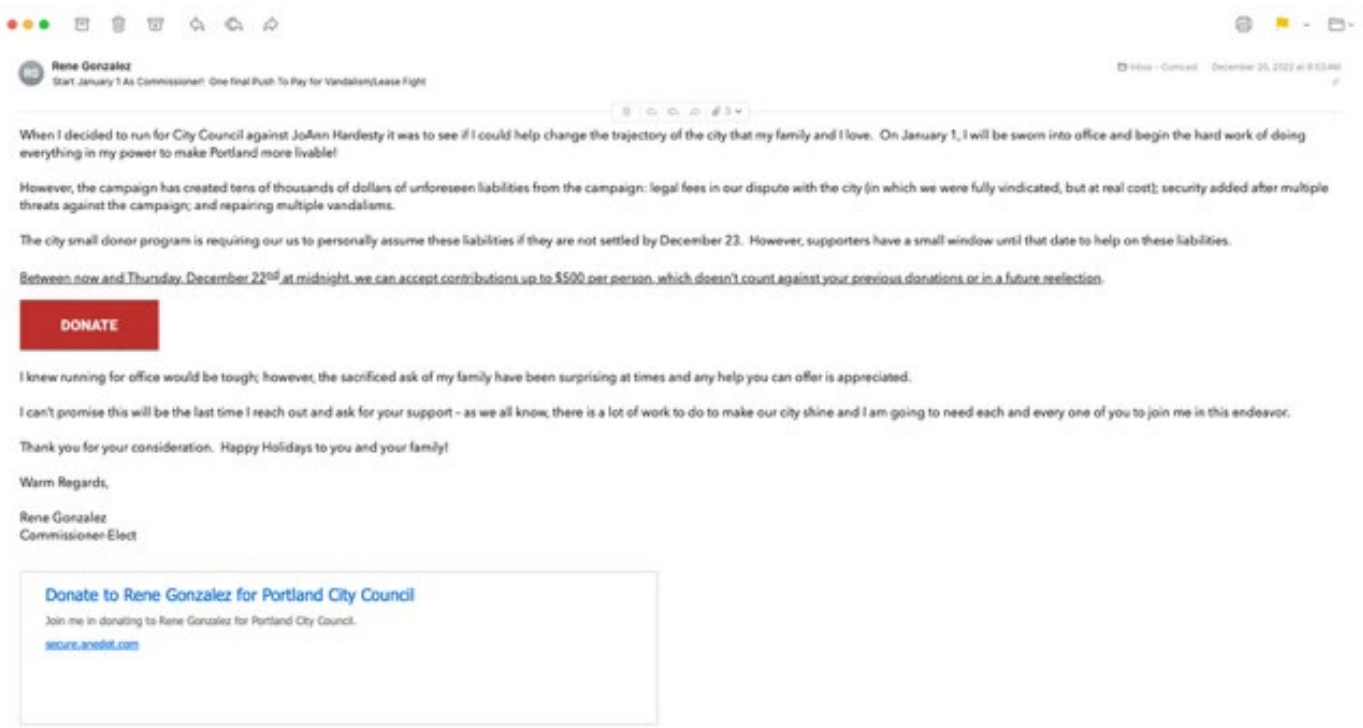 Rene Gonzalez
RG
Start January 1 As Commissioner! One final Push To Pay for Vandalism/Lease Fight
Inbox - Comcast December 20, 2022 at 9:53 AM
3
When I decided to run for City Council against JoAnn Hardesty it was to see if I could help change the trajectory of the city that my family and I love. On January 1, I will be sworn into office and begin the hard work of doing
everything in my power to make Portland more livable!
However, the campaign has created tens of thousands of dollars of unforeseen liabilities from the campaign: legal fees in our dispute with the city (in which we were fully vindicated, but at real cost); security added after multiple
threats against the campaign; and repairing multiple vandalisms.
The city small donor program is requiring our us to personally assume these liabilities if they are not settled by December 23. However, supporters have a small window until that date to help on these liabilities.
Between now and Thursday, December 22nd at midnight, we can accept contributions up to $500 per person, which doesn't count against your previous donations or in a future reelection.
DONATE
I knew running for office would be tough; however, the sacrificed ask of my family have been surprising at times and any help you can offer is appreciated.
I can't promise this will be the last time I reach out and ask for your support - as we all know, there is a lot of work to do to make our city shine and I am going to need each and every one of you to join me in this endeavor.
Thank you for your consideration. Happy Holidays to you and your family!
Warm Regards,
Rene Gonzalez
Commissioner-Elect
Donate to Rene Gonzalez for Portland City Council
Join me in donating to Rene Gonzalez for Portland City Council.
secure.anedot.com